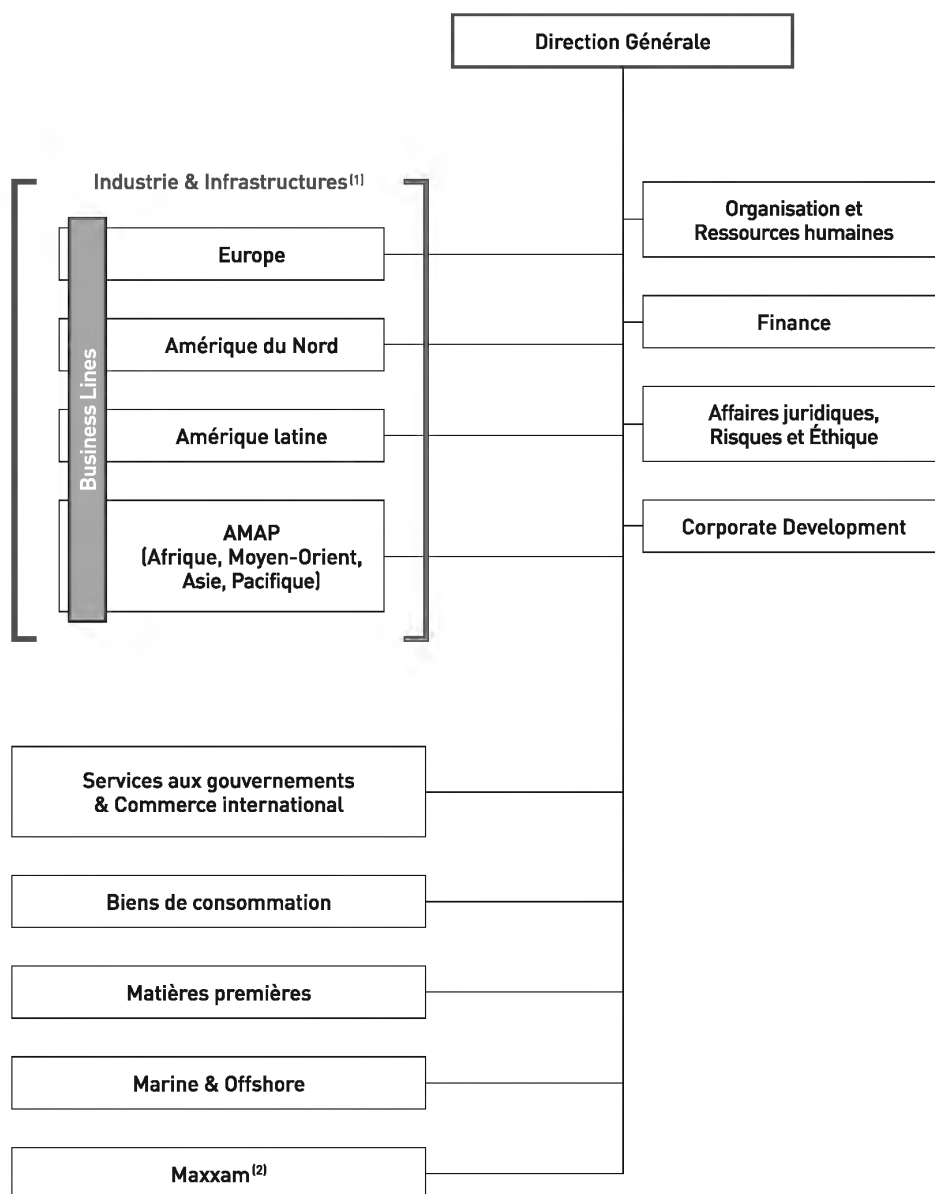 Direction Générale
Industrie & Infrastructures(1)
Business Lines
Europe
Amérique du Nord
Amérique latine
AMAP
(Afrique, Moyen-Orient,
Asie, Pacifique)
Organisation et
Ressources humaines
Finance
Affaires juridiques,
Risques et Éthique
Corporate Development
Services aux gouvernements
& Commerce international
Biens de consommation
Matières premières
Marine & Offshore
Maxxam(2)